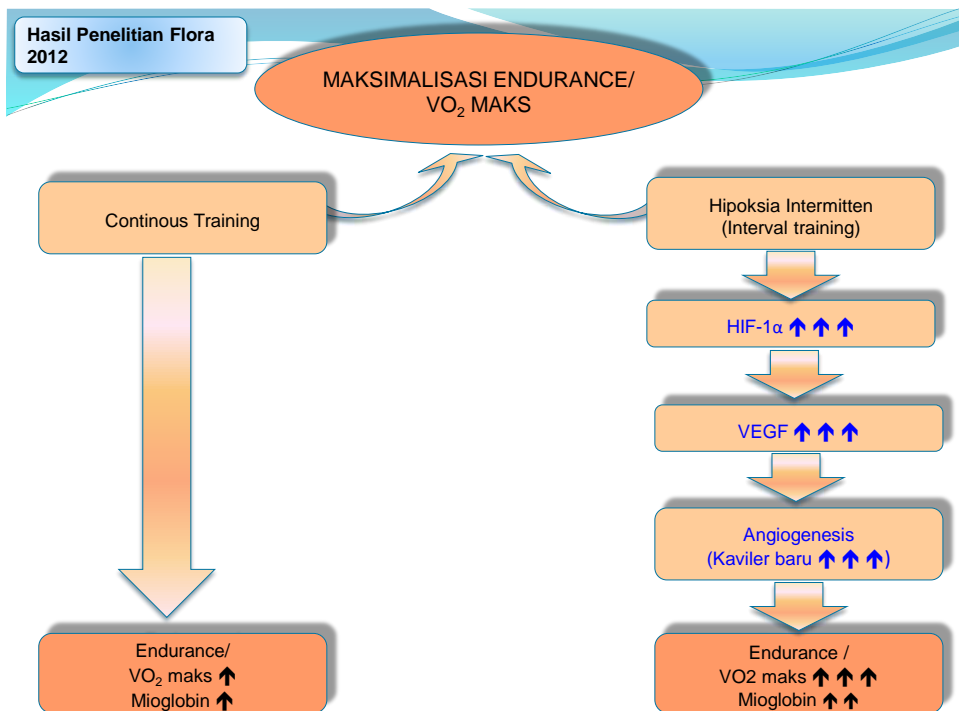 Hasil Penelitian Flora
2012
MAKSIMALISASI ENDURANCE/
VO₂ MAKS
Continous Training
Hipoksia Intermitten
(Interval training)
HIF-1α ↑ ↑ ↑
VEGF ↑ ↑ ↑
Angiogenesis
(Kaviler baru ↑ ↑ ↑)
Endurance/
VO₂ maks ↑
Mioglobin ↑
Endurance /
VO2 maks ↑ ↑ ↑
Mioglobin ↑ ↑